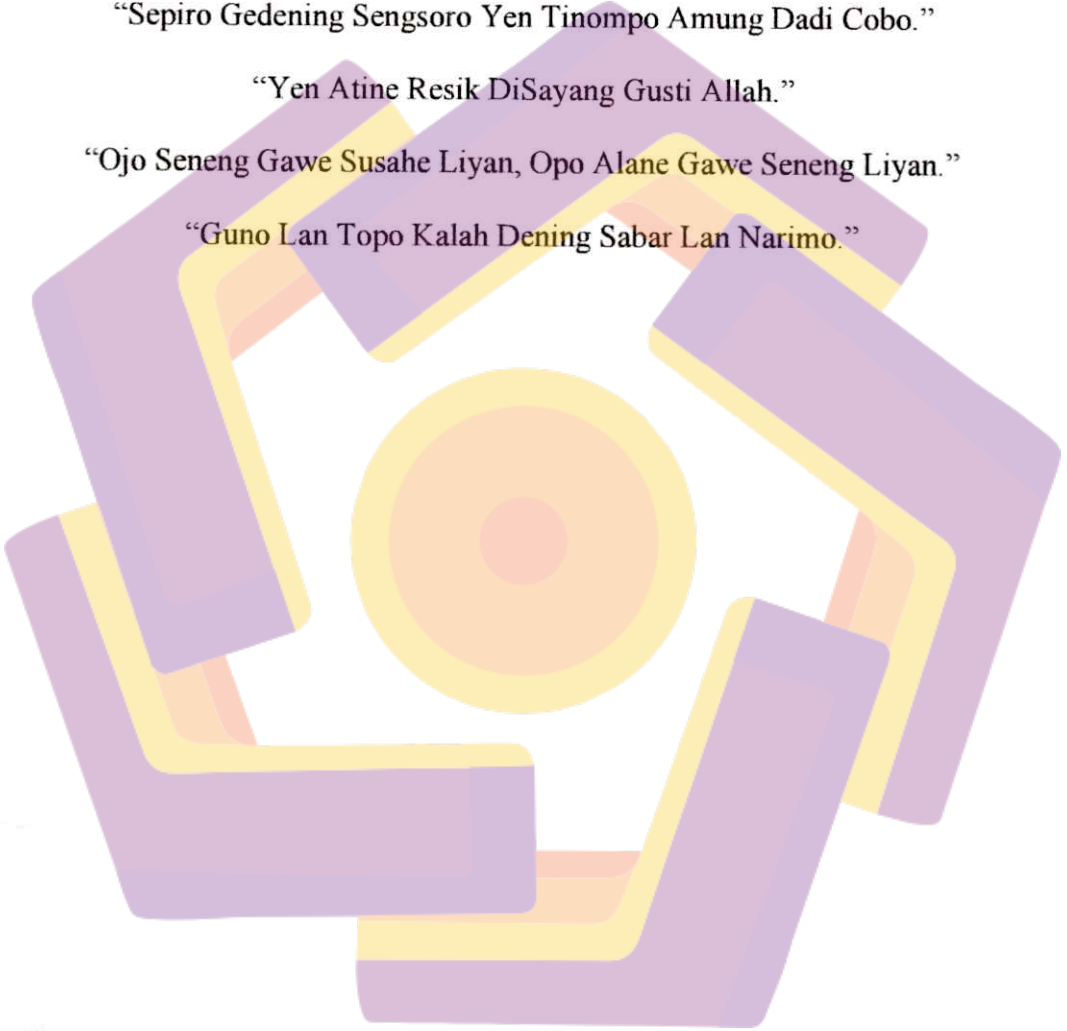 “Sepiro Gedening Sengsoro Yen Tinompo Amung Dadi Cobo.”
“Yen Atine Resik DiSayang Gusti Allah.”
“Ojo Seneng Gawe Susahe Liyan, Opo Alane Gawe Seneng Liyan.”
“Guno Lan Topo Kalah Dening Sabar Lan Narimo.”